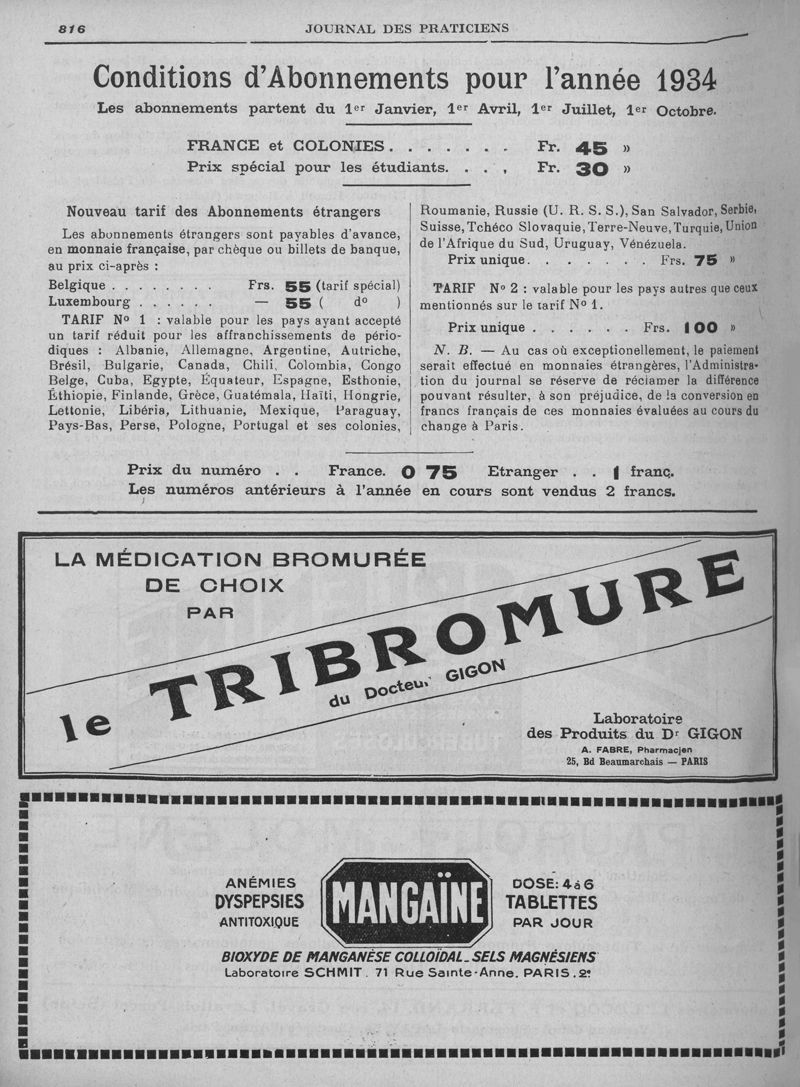 816
JOURNAL DES PRATICIENS
Conditions d'Abonnements pour l'année 1934
Les abonnements partent du 1er Janvier, 1er Avril, 1er Juillet, 1er Octobre.
FRANCE et COLONIES . . . . . . . Fr. 45 »
Prix spécial pour les étudiants. . . , Fr. 30 »
Nouveau tarif des Abonnements étrangers
Les abonnements étrangers sont payables d'avance,
en monnaie française, par chèque ou billets de banque,
au prix ci-après :
Belgique . . . . . . . . Frs. 55 (tarif spécial)
Luxembourg . . . . . . — 55 ( do )
TARIF No 1 : valable pour les pays ayant accepté
un tarif réduit pour les affranchissements de pério-
diques : Albanie, Allemagne, Argentine, Autriche,
Brésil, Bulgarie, Canada, Chili, Colombia, Congo
Belge, Cuba, Egypte, Équateur, Espagne, Esthonie,
Éthiopie, Finlande, Grèce, Guatémala, Haïti, Hongrie,
Lettonie, Libéria, Lithuanie, Mexique, Paraguay,
Pays-Bas, Perse, Pologne, Portugal et ses colonies,
Roumanie, Russie (U. R. S. S.), San Salvador, Serbie,
Suisse, Tchéco Slovaquie, Terre-Neuve, Turquie, Union
de l'Afrique du Sud, Uruguay, Vénézuela.
Prix unique. . . . . . . Frs. 75 »
TARIF No 2 : valable pour les pays autres que ceux
mentionnés sur le tarif No 1.
Prix unique . . . . . . Frs. 100 »
N. B. — Au cas où exceptionellement, le paiement
serait effectué en monnaies étrangères, l'Administra-
tion du journal se réserve de réclamer la différence
pouvant résulter, à son préjudice, de la conversion en
francs français de ces monnaies évaluées au cours du
change à Paris.
Prix du numéro . . France. 0 75 Etranger . . 1 franç.
Les numéros antérieurs à l'année en cours sont vendus 2 francs.
LA MÉDICATION BROMURÉE
DE CHOIX
PAR
le TRIBROMURE
du Docteur GIGON
Laboratoire
des Produits du Dr GIGON
A. FABRE, Pharmacien
25, Bd Beaumarchais — PARIS
ANÉMIES
DYSPEPSIES
ANTITOXIQUE
MANGAÏNE
DOSE: 4 à 6
TABLETTES
PAR JOUR
BIOXYDE DE MANGANÈSE COLLOÏDAL_SELS MAGNÉSIENS
Laboratoire SCHMIT. 71 Rue Sainte-Anne. PARIS. 2e